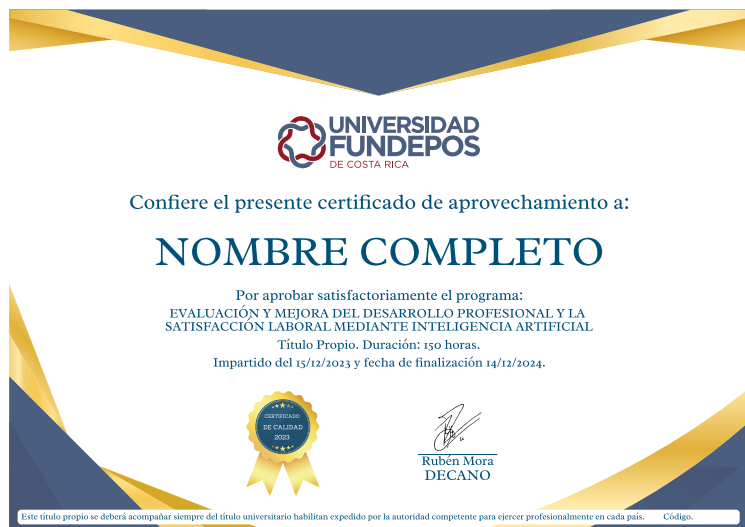 UNIVERSIDAD
FUNDEPOS
DE COSTA RICA
Confiere el presente certificado de aprovechamiento a:
NOMBRE COMPLETO
Por aprobar satisfactoriamente el programa:
EVALUACIÓN Y MEJORA DEL DESARROLLO PROFESIONAL Y LA
SATISFACCIÓN LABORAL MEDIANTE INTELIGENCIA ARTIFICIAL
Título Propio. Duración: 150 horas.
Impartido del 15/12/2023 y fecha de finalización 14/12/2024.
CERTIFICADO
DE CALIDAD
2023
Rubén Mora
DECANO
Este título propio se deberá acompañar siempre del título universitario habilitan expedido por la autoridad competente para ejercer profesionalmente en cada país. Código.